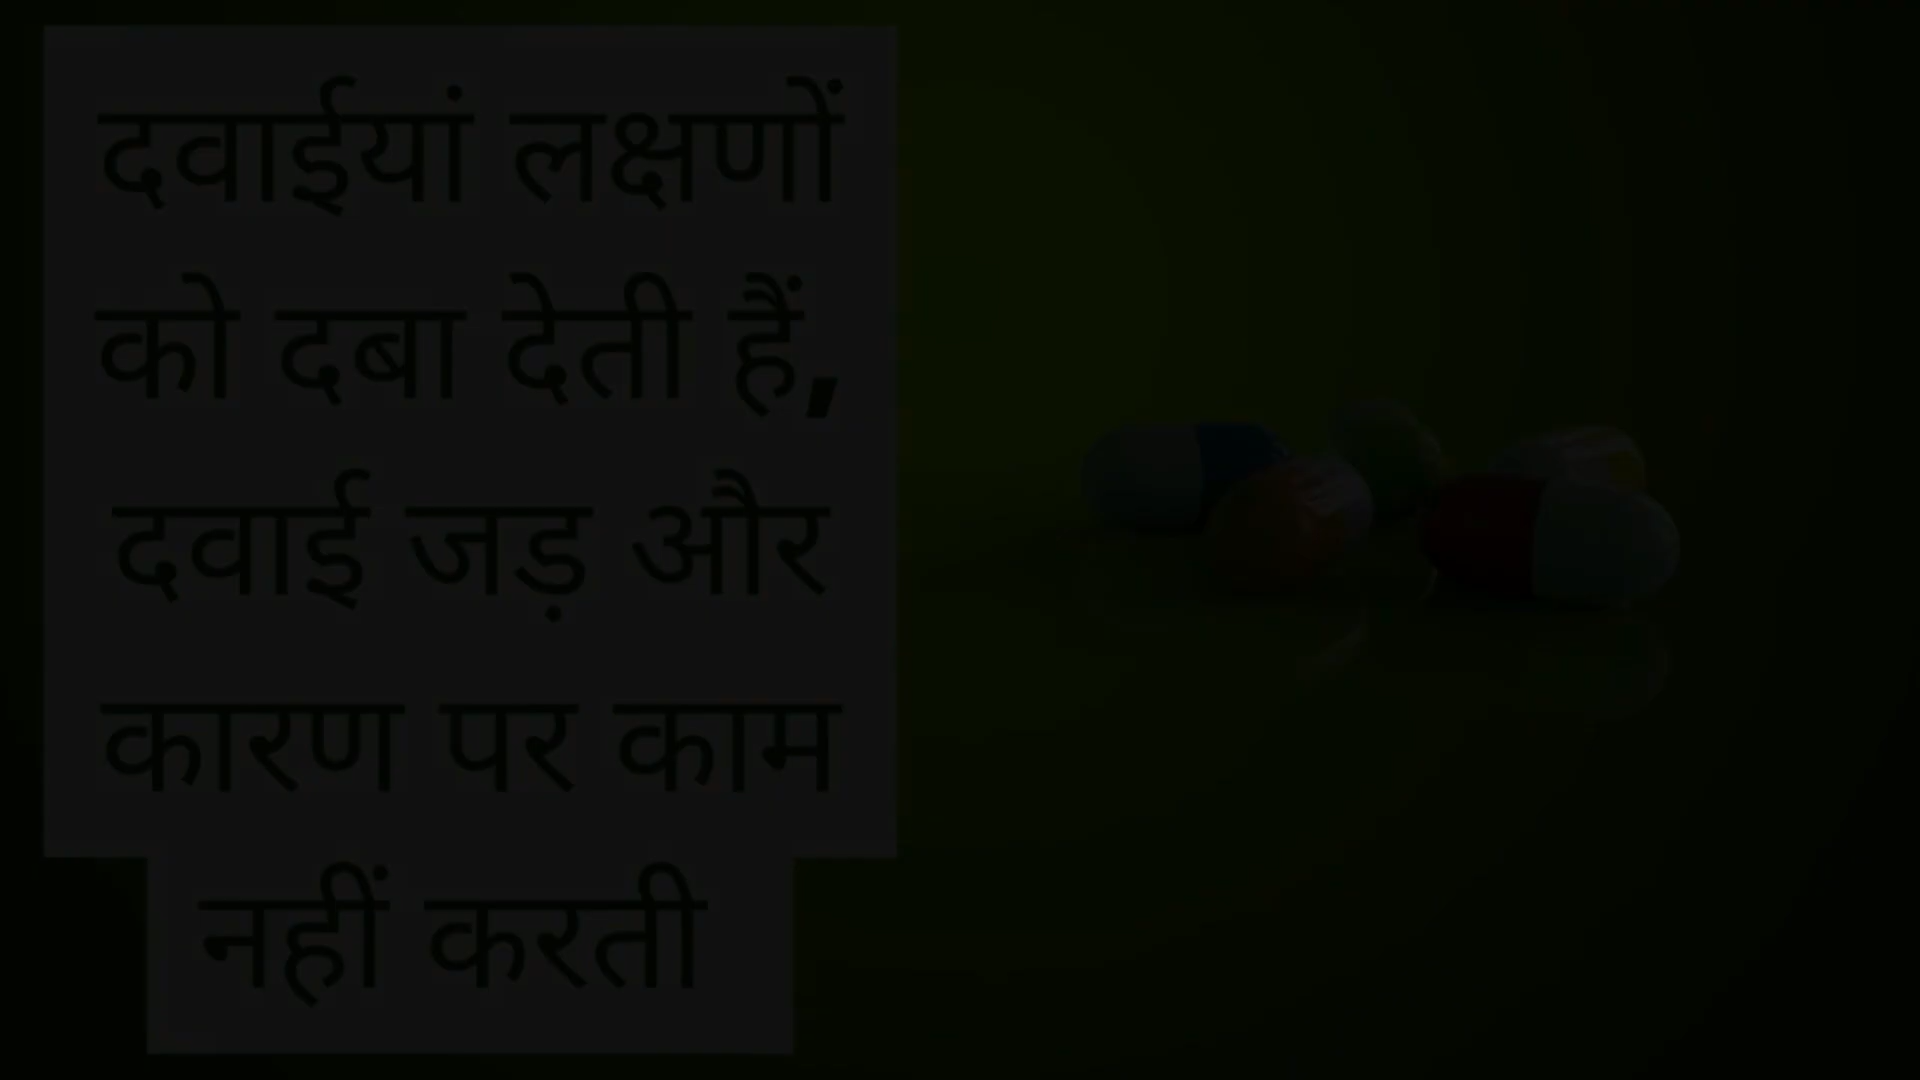 दवाईयां लक्षणों
को दबा देती हैं,
दवाई जड़ और
कारण पर काम
नहीं करती